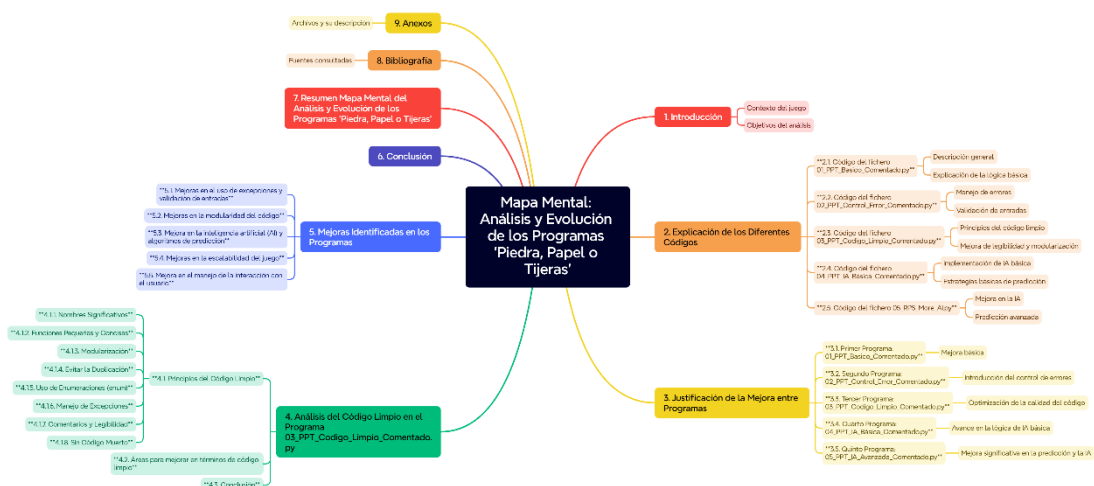 Mapa Mental:
Análisis y Evolución
de los Programas
'Piedra, Papel o
Tijeras'
1. Introducción
Contexto del juego
Objetivos del análisis
2. Explicación de los Diferentes
Códigos
**2.1. Código del fichero
01_PPT_Basico_Comentado.py**
Descripción general
Explicación de la lógica básica
**2.2. Código del fichero
02_PPT_Control_Error_Comentado.py**
Manejo de errores
Validación de entradas
**2.3. Código del fichero
03_PPT_Codigo_Limpio_Comentado.py**
Principios del código limpio
Mejora de legibilidad y modularización
**2.4. Código del fichero
04_PPT_IA_Basica_Comentado.py**
Implementación de IA básica
Estrategias básicas de predicción
**2.5. Código del fichero 05_RPS_More_AI.py**
Mejora en la IA
Predicción avanzada
3. Justificación de la Mejora entre
Programas
**3.1. Primer Programa:
01_PPT_Basico_Comentado.py**
Mejora básica
**3.2. Segundo Programa:
02_PPT_Control_Error_Comentado.py**
Introducción del control de errores
**3.3. Tercer Programa:
03_PPT_Codigo_Limpio_Comentado.py**
Optimización de la calidad del código
**3.4. Cuarto Programa:
04_PPT_IA_Basica_Comentado.py**
Avance en la lógica de IA básica
**3.5. Quinto Programa:
05_PPT_IA_Avanzada_Comentado.py**
Mejora significativa en la predicción y la IA
4. Análisis del Código Limpio en el
Programa
03_PPT_Codigo_Limpio_Comentado.
py
**4.1 Principios del Código Limpio**
**4.1.1. Nombres Significativos**
**4.1.2. Funciones Pequeñas y Concisas**
**4.1.3. Modularización**
**4.1.4. Evitar la Duplicación**
**4.1.5. Uso de Enumeraciones (enum)**
**4.1.6. Manejo de Excepciones**
**4.1.7. Comentarios y Legibilidad**
**4.1.8. Sin Código Muerto**
**4.2. Áreas para mejorar en términos de código
limpio**
**4.3. Conclusión**
5. Mejoras Identificadas en los
Programas
**5.1. Mejoras en el uso de excepciones y
validación de entradas**
**5.2. Mejoras en la modularidad del código**
**5.3. Mejora en la inteligencia artificial (AI) y
algoritmos de predicción**
**5.4. Mejoras en la escalabilidad del juego**
**5.5. Mejora en el manejo de la interacción con
el usuario**
6. Conclusión
7. Resumen Mapa Mental del
Análisis y Evolución de los
Programas 'Piedra, Papel o Tijeras'
8. Bibliografía
Fuentes consultadas
9. Anexos
Archivos y su descripción